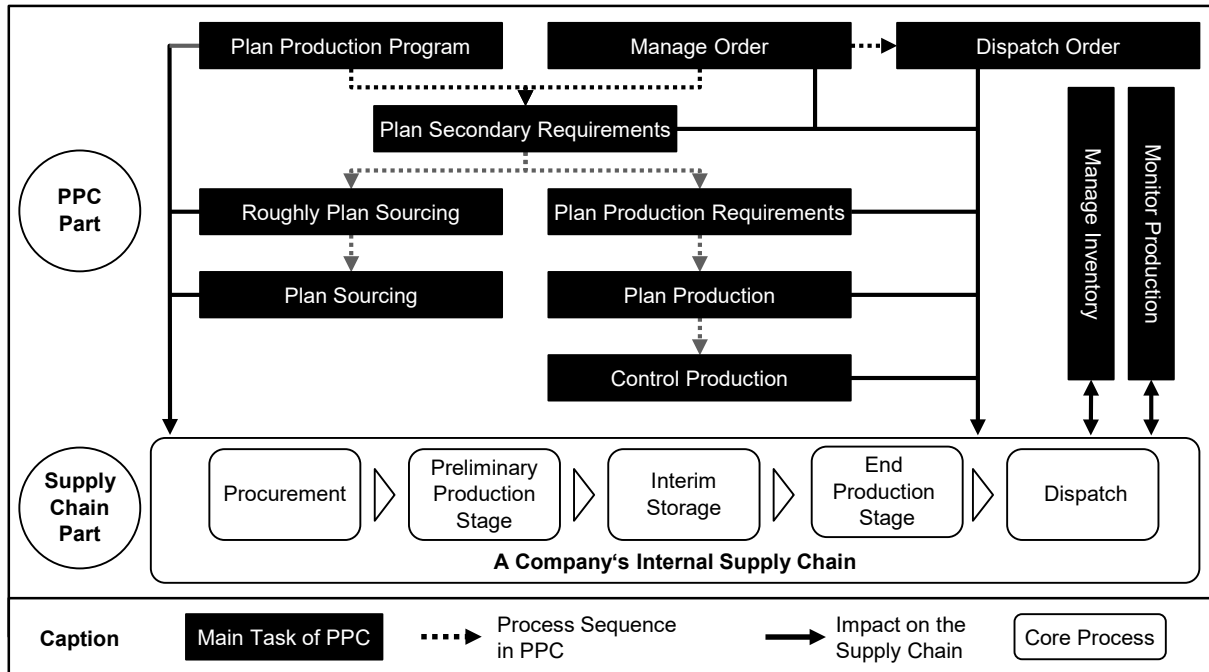 Plan Production Program
Manage Order
Dispatch Order
Plan Secondary Requirements
PPC
Part
Roughly Plan Sourcing
Plan Production Requirements
Plan Sourcing
Plan Production
Control Production
Manage Inventory
Monitor Production
Supply
Chain
Part
Procurement
Preliminary
Production
Stage
Interim
Storage
End
Production
Stage
Dispatch
A Company‘s Internal Supply Chain
Caption
Main Task of PPC
Process Sequence
in PPC
Impact on the
Supply Chain
Core Process